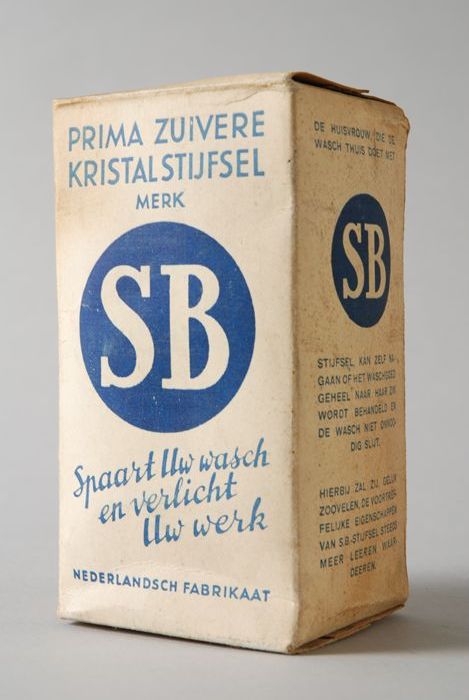 PRIMA ZUIVERE
KRISTALSTIJFSEL
MERK
SB
Spaart Uw wasch
en verlicht
Uw werk
NEDERLANDSCH FABRIKAAT
DE HUISVROUW, DIE DE
WASCH THUIS DOET MET
SB
STIJFSEL, KAN ZELF NA-
GAAN OF HET WASCHGOED
GEHEEL NAAR HAAR ZIN
WORDT BEHANDELD EN
DE WASCH NIET ONNOO-
DIG SLIJT.
HIERBIJ ZAL ZIJ, GELIJK
ZOOVELEN, DE VOORTREF-
FELIJKE EIGENSCHAPPEN
VAN S.B-STIJFSEL STEEDS
MEER LEEREN WAAR-
DEEREN.